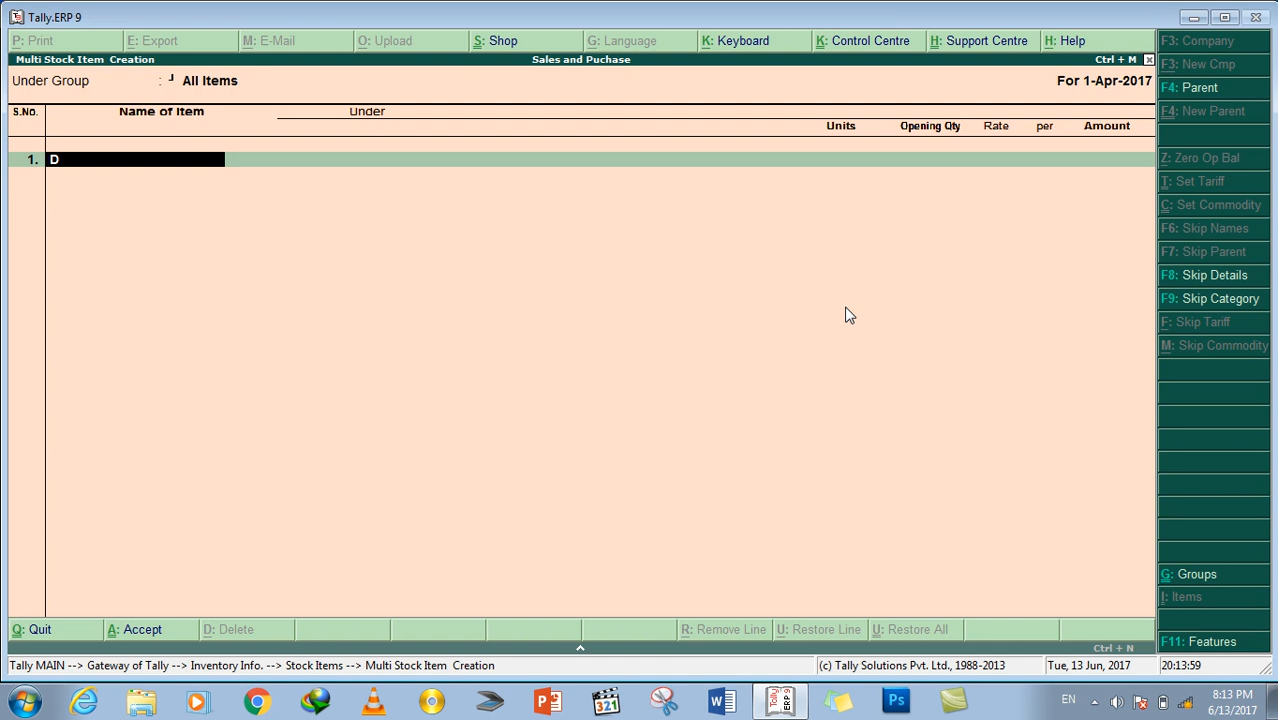 Tally.ERP 9
P: Print E: Export M: E-Mail O: Upload S: Shop G: Language K: Keyboard K: Control Centre H: Support Centre H: Help
Multi Stock Item Creation Sales and Puchase Ctrl + M
Under Group : All Items For 1-Apr-2017
S.No. Name of Item Under
Units Opening Qty Rate per Amount
1. D
F3: Company
F3: New Cmp
F4: Parent
F4: New Parent
Z: Zero Op Bal
T: Set Tariff
C: Set Commodity
F6: Skip Names
F7: Skip Parent
F8: Skip Details
F9: Skip Category
F: Skip Tariff
M: Skip Commodity
G: Groups
I: Items
F11: Features
Q: Quit A: Accept D: Delete R: Remove Line U: Restore Line U: Restore All
Ctrl + N
Tally MAIN --> Gateway of Tally --> Inventory Info. --> Stock Items --> Multi Stock Item Creation (c) Tally Solutions Pvt. Ltd., 1988-2013 Tue, 13 Jun, 2017 20:13:59
321 W Tally ERP 9 Ps EN 8:13 PM
6/13/2017